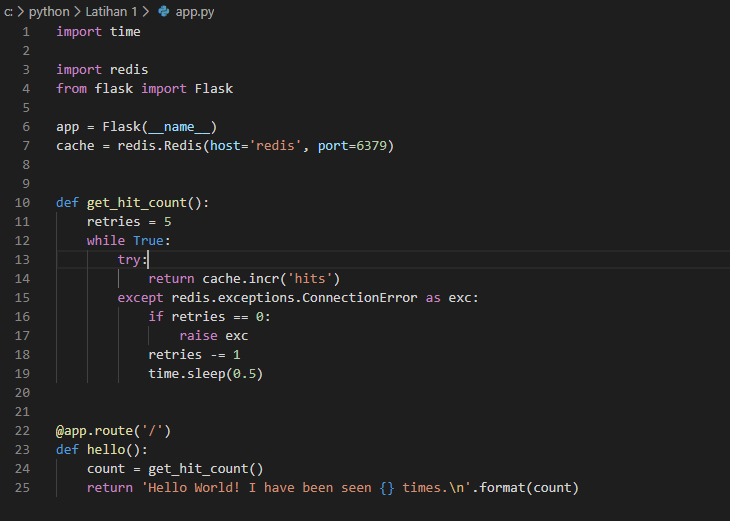 c: > python > Latihan 1 > app.py
1 import time
2
3 import redis
4 from flask import Flask
5
6 app = Flask(__name__)
7 cache = redis.Redis(host='redis', port=6379)
8
9
10 def get_hit_count():
11     retries = 5
12     while True:
13         try:
14             return cache.incr('hits')
15         except redis.exceptions.ConnectionError as exc:
16             if retries == 0:
17                 raise exc
18             retries -= 1
19             time.sleep(0.5)
20
21
22 @app.route('/')
23 def hello():
24     count = get_hit_count()
25     return 'Hello World! I have been seen {} times.\n'.format(count)